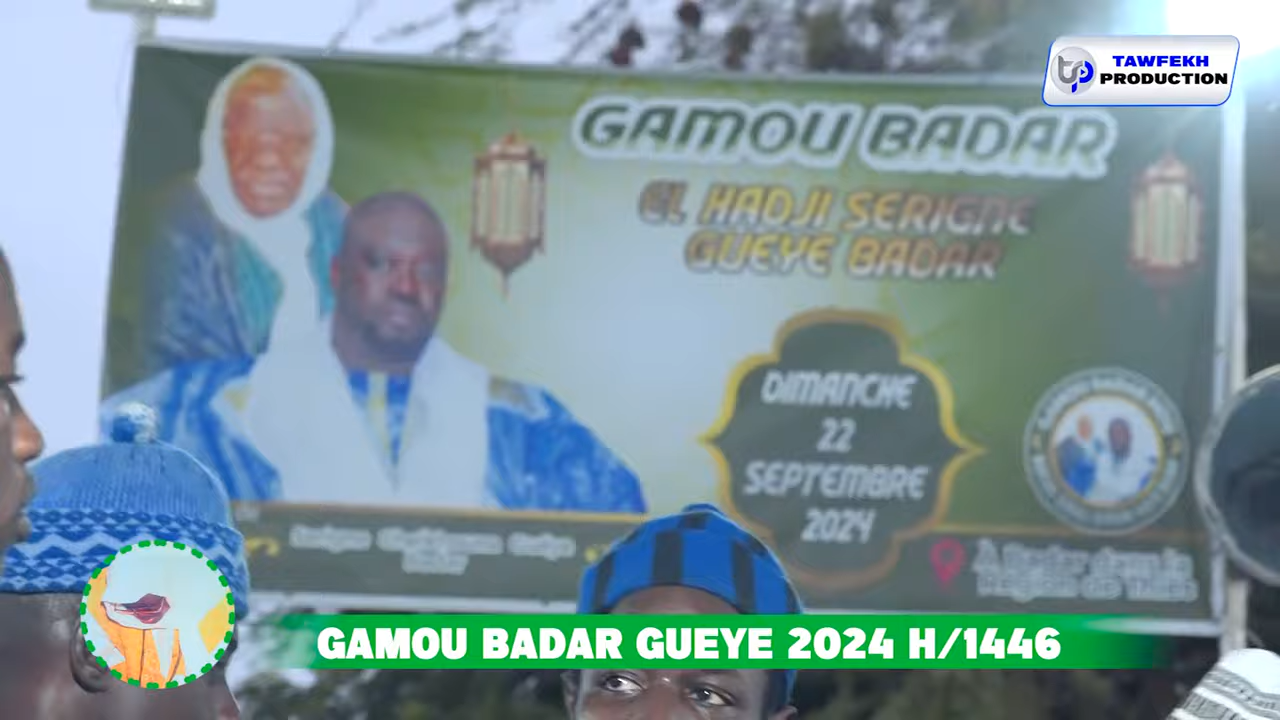 TAWFEKH
PRODUCTION
GAMOU BADAR
EL HADJI SERIGNE
GUEYE BADAR
DIMANCHE
22
SEPTEMBRE
2024
GAMOU BADAR GUEYE 2024 H/1446